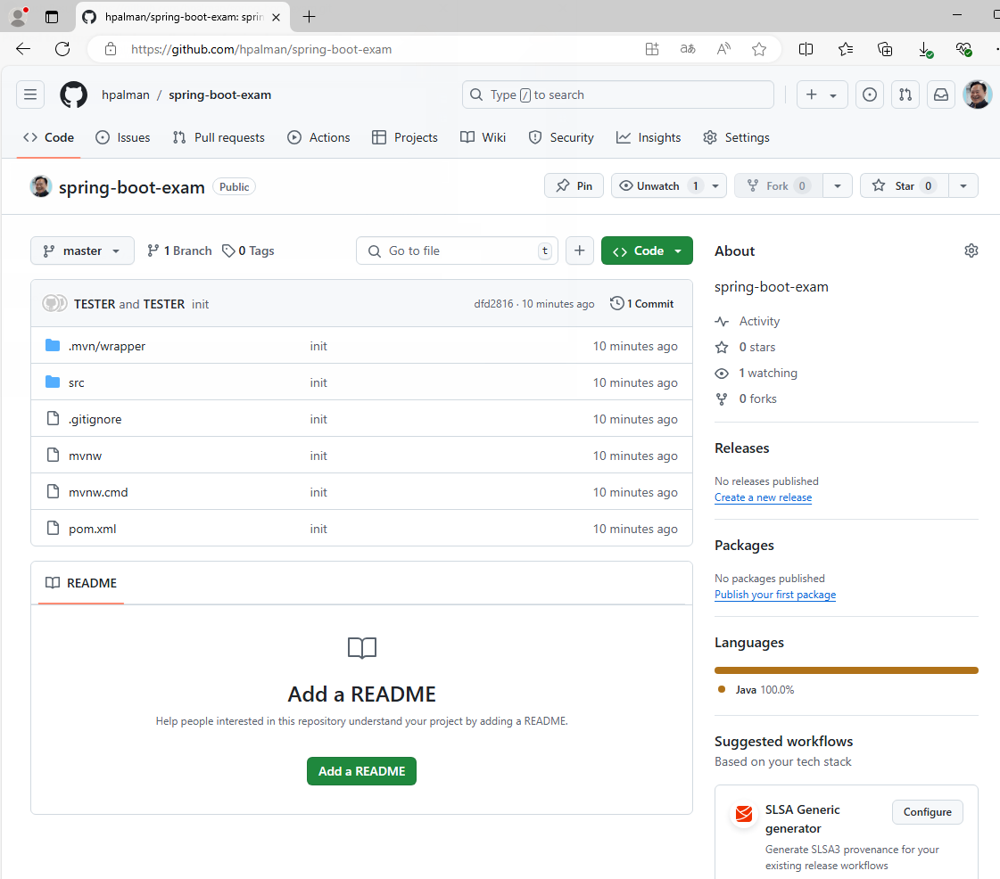 hpalman/spring-boot-exam: sprin
https://github.com/hpalman/spring-boot-exam
hpalman / spring-boot-exam
Type / to search
Code Issues Pull requests Actions Projects Wiki Security Insights Settings
spring-boot-exam Public
Pin Unwatch 1 Fork 0 Star 0
master 1 Branch 0 Tags Go to file t Code
TESTER and TESTER init dfd2816 · 10 minutes ago 1 Commit
.mvn/wrapper init 10 minutes ago
src init 10 minutes ago
.gitignore init 10 minutes ago
mvnw init 10 minutes ago
mvnw.cmd init 10 minutes ago
pom.xml init 10 minutes ago
README
Add a README
Help people interested in this repository understand your project by adding a README.
Add a README
About
spring-boot-exam
Activity
0 stars
1 watching
0 forks
Releases
No releases published
Create a new release
Packages
No packages published
Publish your first package
Languages
Java 100.0%
Suggested workflows
Based on your tech stack
SLSA Generic
generator
Configure
Generate SLSA3 provenance for your
existing release workflows